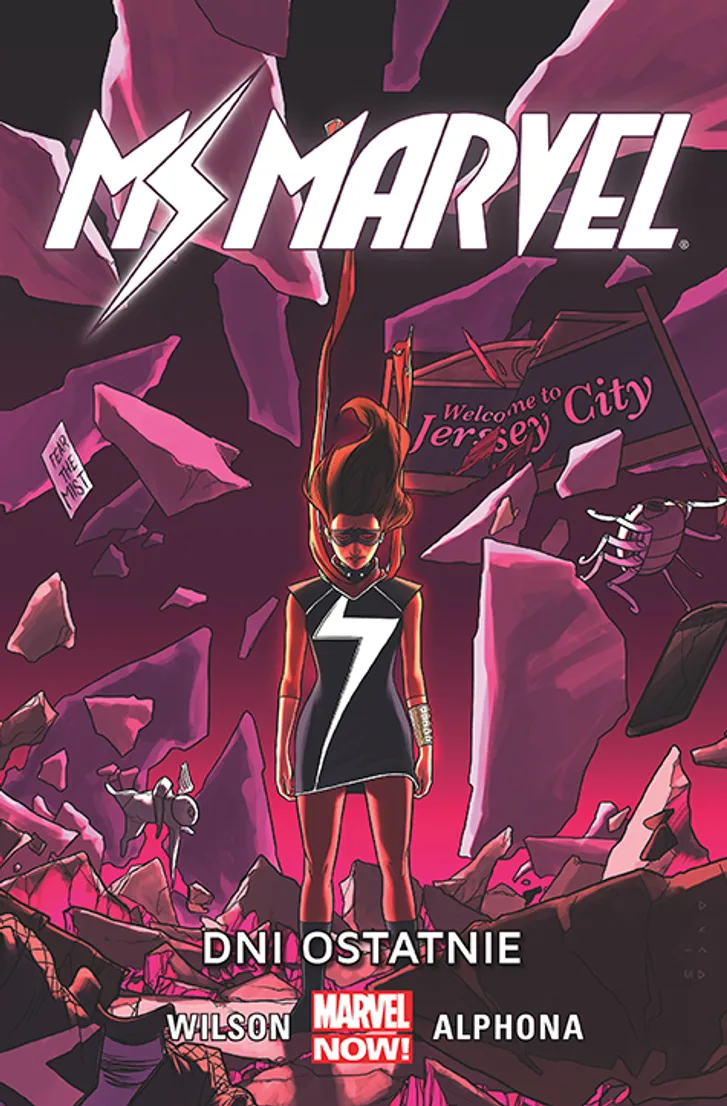 MS MARVEL®
Welcome to
Jersey City
FEAR
THE
MIST
DNI OSTATNIE
WILSON
MARVEL
NOW!
ALPHONA